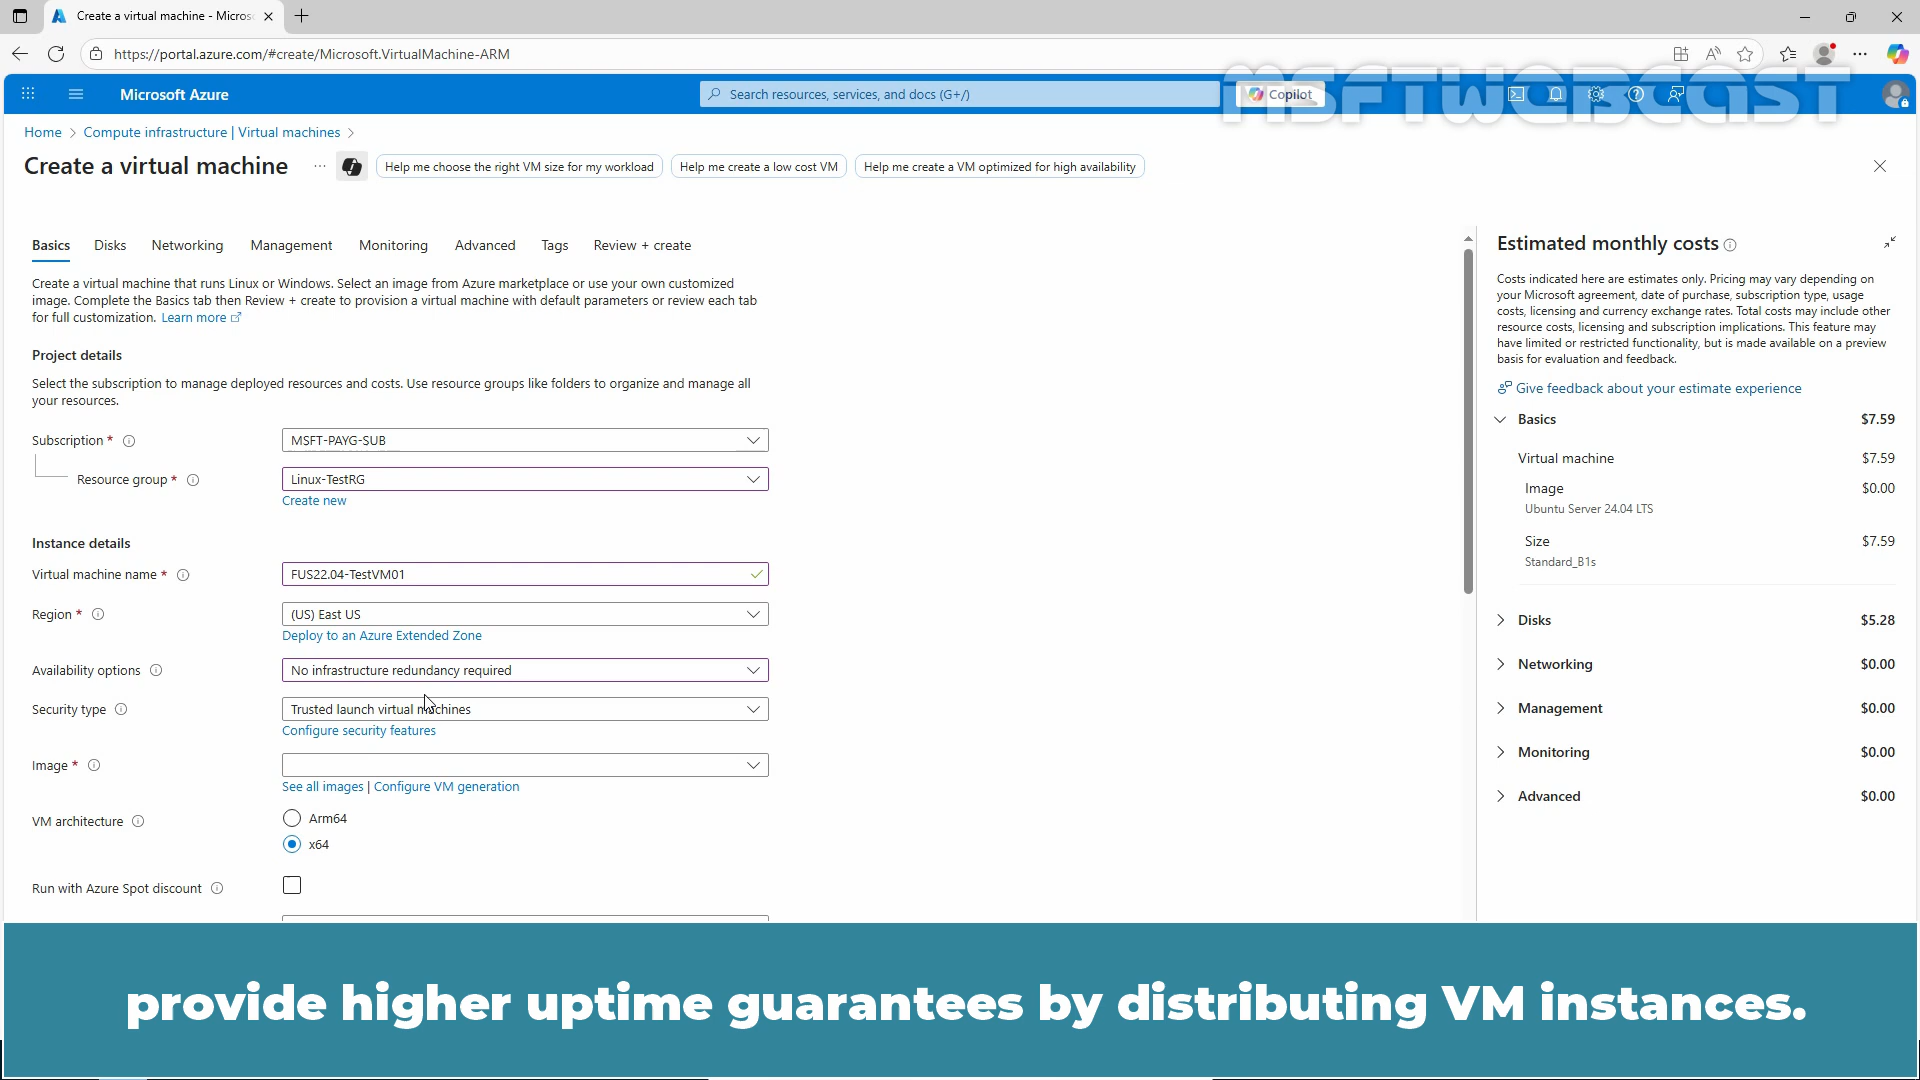 Create a virtual machine - Micros
https://portal.azure.com/#create/Microsoft.VirtualMachine-ARM
MSFTWEBCAST
Microsoft Azure
Search resources, services, and docs (G+/)
Copilot
Home > Compute infrastructure | Virtual machines >
Create a virtual machine ...
Help me choose the right VM size for my workload
Help me create a low cost VM
Help me create a VM optimized for high availability
Basics Disks Networking Management Monitoring Advanced Tags Review + create
Create a virtual machine that runs Linux or Windows. Select an image from Azure marketplace or use your own customized
image. Complete the Basics tab then Review + create to provision a virtual machine with default parameters or review each tab
for full customization. Learn more
Project details
Select the subscription to manage deployed resources and costs. Use resource groups like folders to organize and manage all
your resources.
Subscription *
MSFT-PAYG-SUB
Resource group *
Linux-TestRG
Create new
Instance details
Virtual machine name *
FUS22.04-TestVM01
Region *
(US) East US
Deploy to an Azure Extended Zone
Availability options
No infrastructure redundancy required
Security type
Trusted launch virtual machines
Configure security features
Image *
See all images | Configure VM generation
VM architecture
Arm64
x64
Run with Azure Spot discount
Estimated monthly costs
Costs indicated here are estimates only. Pricing may vary depending on
your Microsoft agreement, date of purchase, subscription type, usage
costs, licensing and currency exchange rates. Total costs may include other
resource costs, licensing and subscription implications. This feature may
have limited or restricted functionality, but is made available on a preview
basis for evaluation and feedback.
Give feedback about your estimate experience
Basics $7.59
Virtual machine $7.59
Image $0.00
Ubuntu Server 24.04 LTS
Size $7.59
Standard_B1s
Disks $5.28
Networking $0.00
Management $0.00
Monitoring $0.00
Advanced $0.00
provide higher uptime guarantees by distributing VM instances.